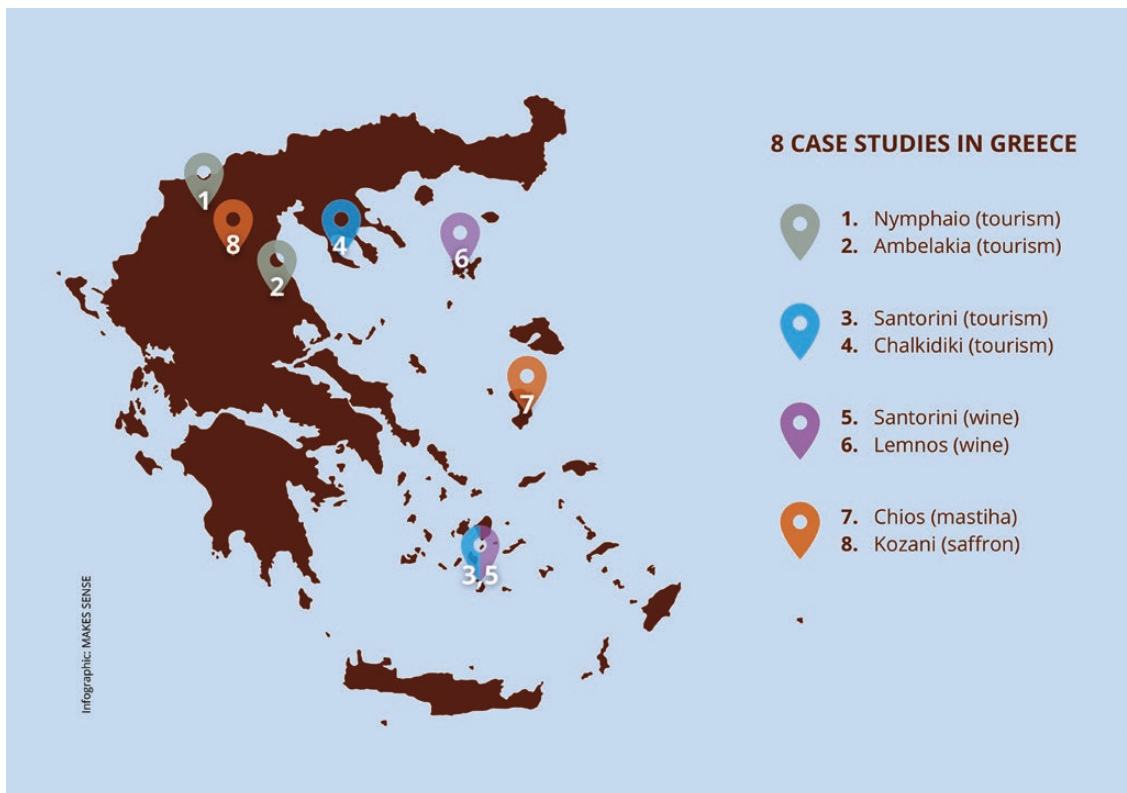 8 CASE STUDIES IN GREECE
1. Nymphaio (tourism)
2. Ambelakia (tourism)
3. Santorini (tourism)
4. Chalkidiki (tourism)
5. Santorini (wine)
6. Lemnos (wine)
7. Chios (mastiha)
8. Kozani (saffron)
1
8
2
4
6
7
3,5
Infographic: MAKES SENSE